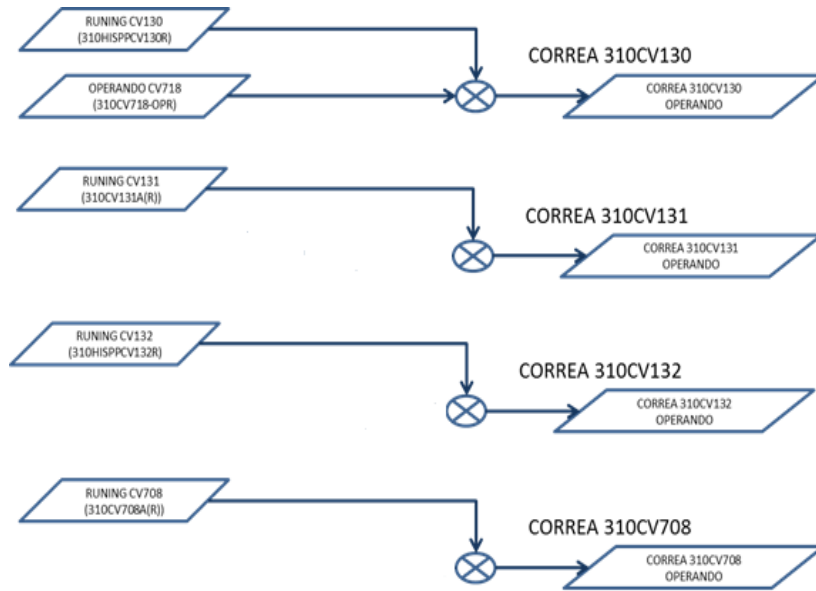 RUNING CV130
(310HISPPCV130R)
CORREA 310CV130
OPERANDO CV718
(310CV718-OPR)
CORREA 310CV130
OPERANDO
RUNING CV131
(310CV131A(R))
CORREA 310CV131
CORREA 310CV131
OPERANDO
RUNING CV132
(310HISPPCV132R)
CORREA 310CV132
CORREA 310CV132
OPERANDO
RUNING CV708
(310CV708A(R))
CORREA 310CV708
CORREA 310CV708
OPERANDO